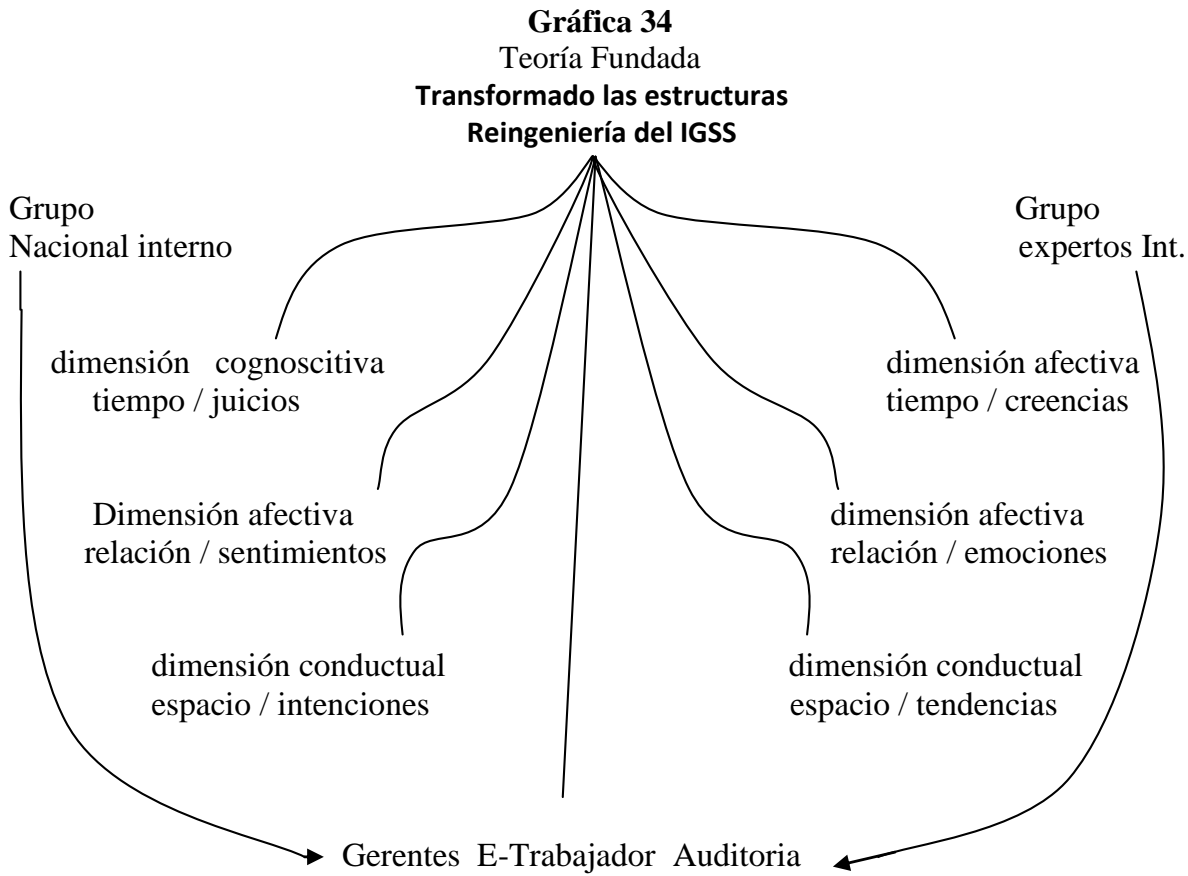 Gráfica 34
Teoría Fundada
Transformado las estructuras
Reingeniería del IGSS
Grupo
Nacional interno
Grupo
expertos Int.
dimensión cognoscitiva
tiempo / juicios
dimensión afectiva
tiempo / creencias
Dimensión afectiva
relación / sentimientos
dimensión afectiva
relación / emociones
dimensión conductual
espacio / intenciones
dimensión conductual
espacio / tendencias
Gerentes E-Trabajador Auditoria